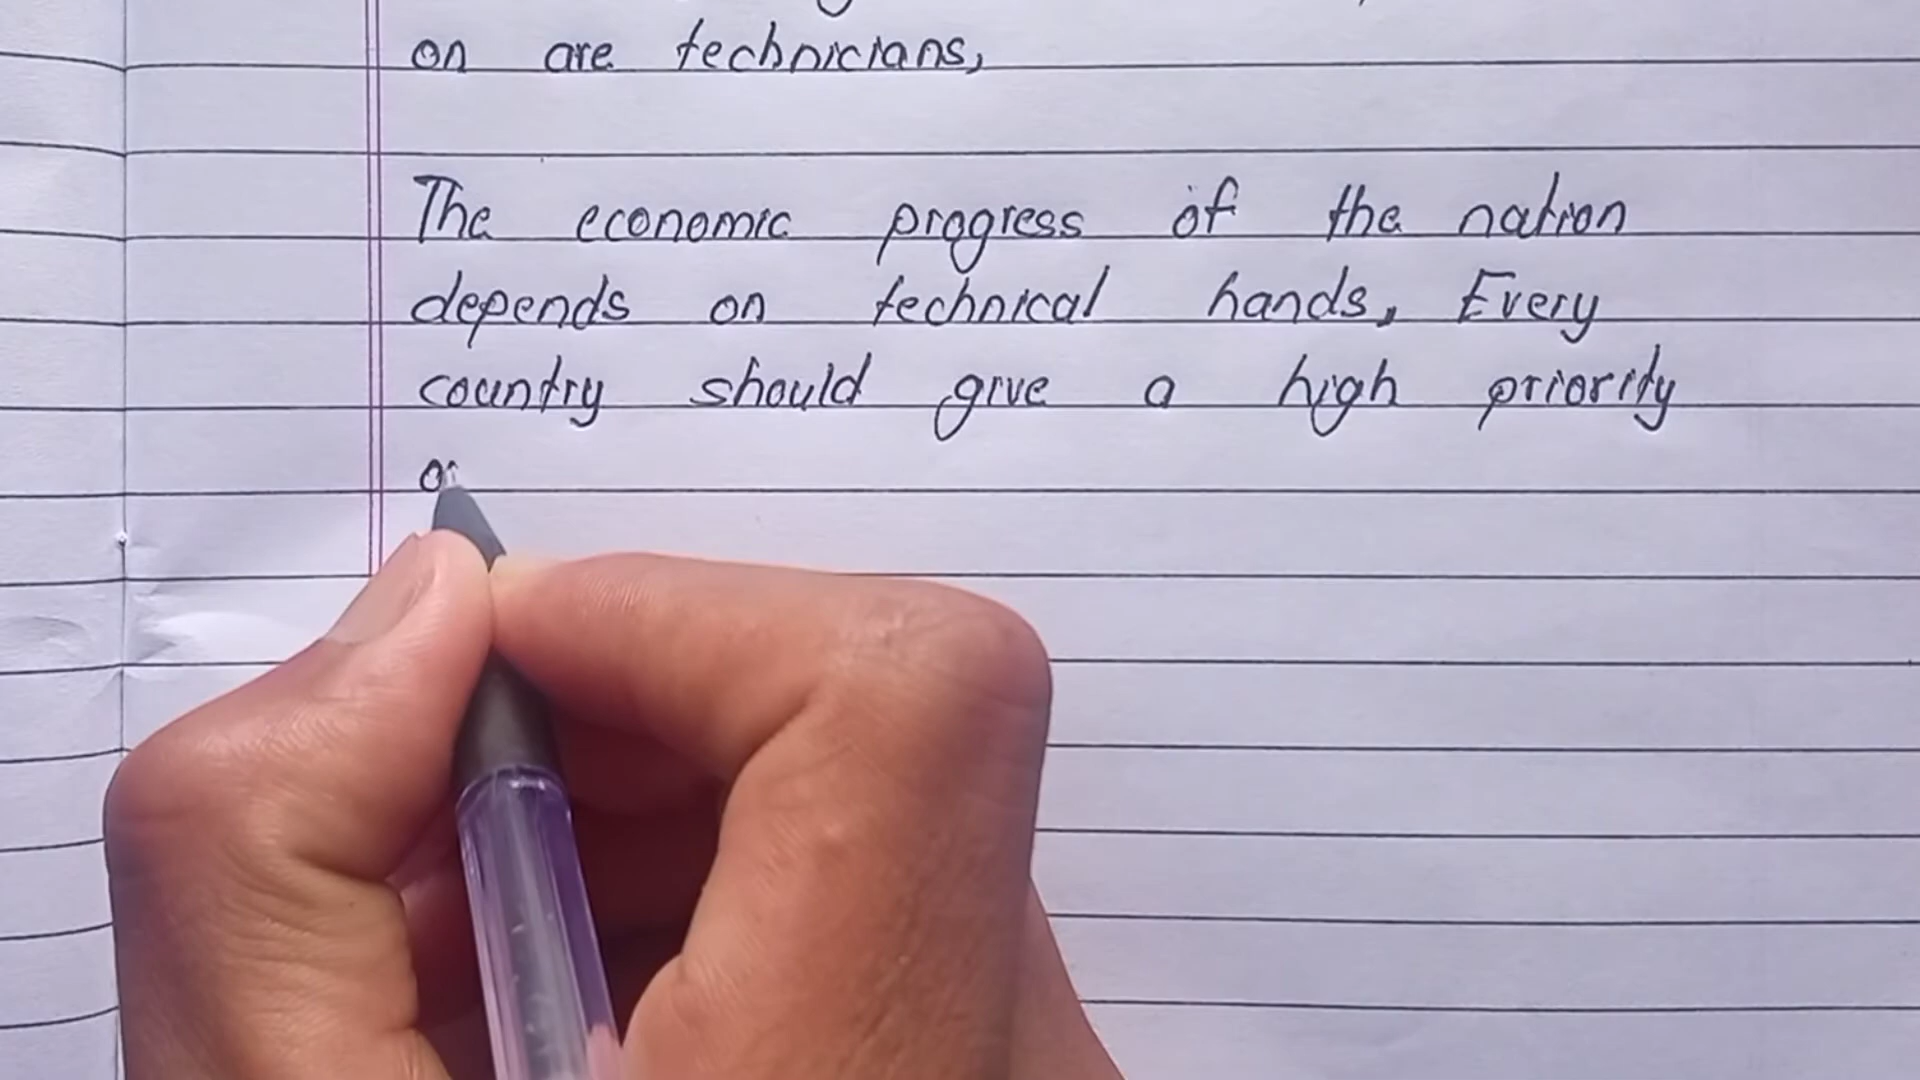 on are technicians,
The economic progress of the nation
depends on technical hands. Every
country should give a high priority
on